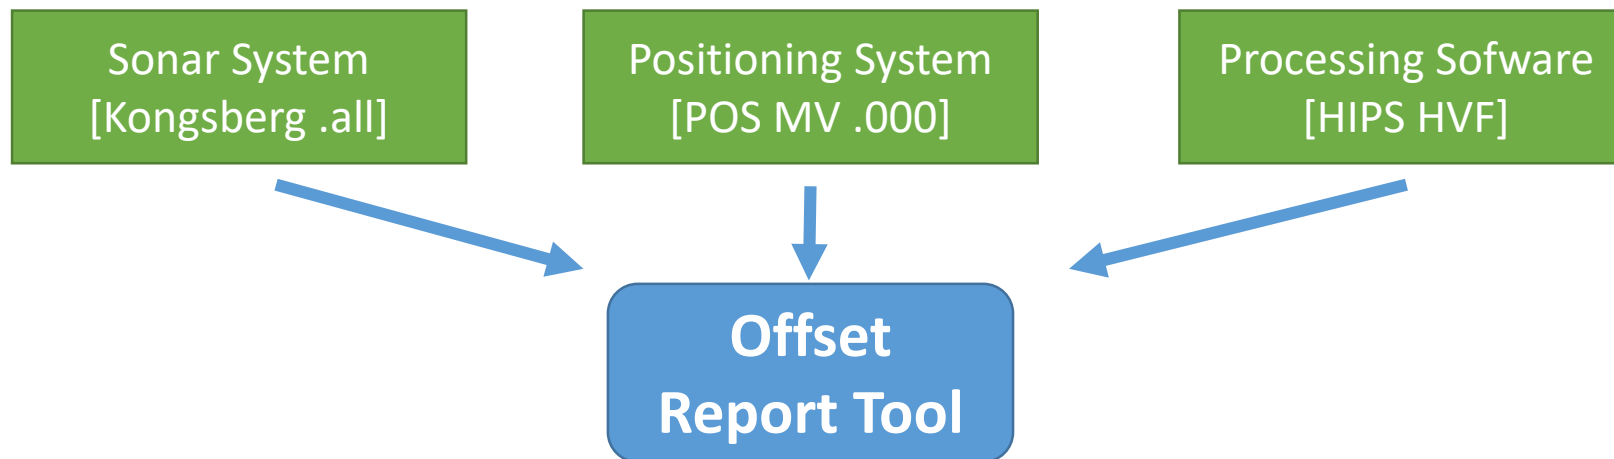 Sonar System
[Kongsberg .all]
Positioning System
[POS MV .000]
Processing Sofware
[HIPS HVF]
Offset
Report Tool